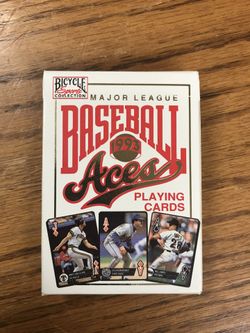 BICYCLE
Sports
COLLECTION
MAJOR LEAGUE
BASEBALL
1993
Aces
PLAYING
CARDS